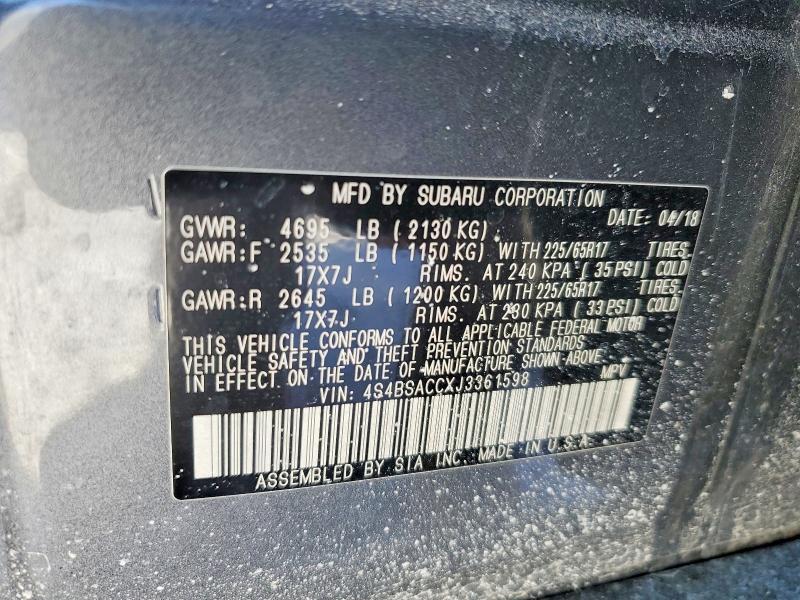 MFD BY SUBARU CORPORATION
DATE: 04/18
GVWR: 4695 LB ( 2130 KG)
GAWR:F 2535 LB ( 1150 KG) WITH 225/65R17 TIRES
17X7J RIMS. AT 240 KPA ( 35 PSI) COLD
GAWR:R 2645 LB ( 1200 KG) WITH 225/65R17 TIRES
17X7J RIMS. AT 230 KPA ( 33 PSI) COLD
THIS VEHICLE CONFORMS TO ALL APPLICABLE FEDERAL MOTOR
VEHICLE SAFETY AND THEFT PREVENTION STANDARDS
IN EFFECT ON THE DATE OF MANUFACTURE SHOWN ABOVE
VIN: 4S4BSACCXJ3361598 MPV
ASSEMBLED BY SIA INC. MADE IN U.S.A